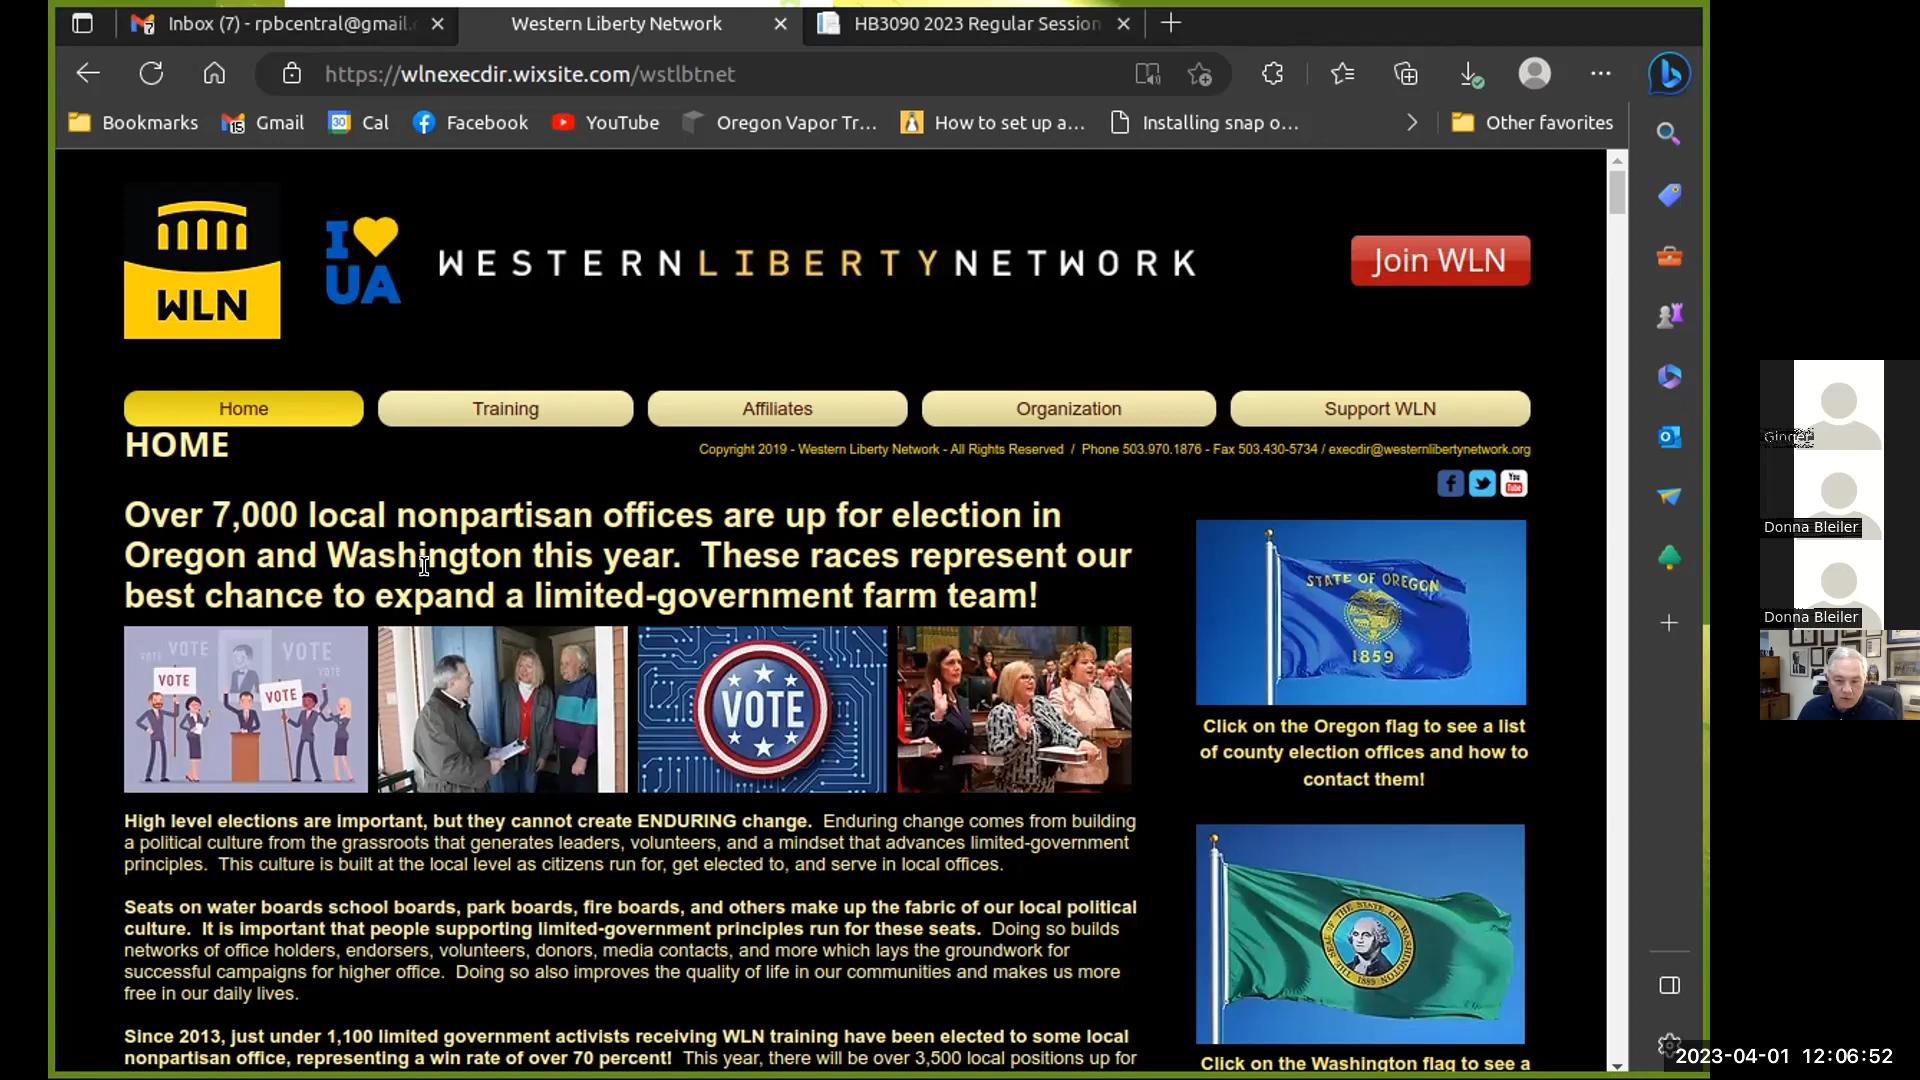 Inbox (7) - rpbcentral@gmail.
Western Liberty Network
HB3090 2023 Regular Session
https://wlnexecdir.wixsite.com/wstlbtnet
Bookmarks
15
Gmail
30
Cal
Facebook
YouTube
Oregon Vapor Tr...
How to set up a...
Installing snap o...
Other favorites
WLN
I
UA
WESTERNLIBERTYNETWORK
Join WLN
Home
Training
Affiliates
Organization
Support WLN
HOME
Copyright 2019 - Western Liberty Network - All Rights Reserved / Phone 503.970.1876 - Fax 503.430-5734 / execdir@westernlibertynetwork.org
You
Tube
Over 7,000 local nonpartisan offices are up for election in
Oregon and Washington this year. These races represent our
best chance to expand a limited-government farm team!
VOTE
VOTE
VOTE
VOTE
VOTE
VOTE
VOTE
STATE OF OREGON
1859
Click on the Oregon flag to see a list
of county election offices and how to
contact them!
High level elections are important, but they cannot create ENDURING change. Enduring change comes from building
a political culture from the grassroots that generates leaders, volunteers, and a mindset that advances limited-government
principles. This culture is built at the local level as citizens run for, get elected to, and serve in local offices.
Seats on water boards school boards, park boards, fire boards, and others make up the fabric of our local political
culture. It is important that people supporting limited-government principles run for these seats. Doing so builds
networks of office holders, endorsers, volunteers, donors, media contacts, and more which lays the groundwork for
successful campaigns for higher office. Doing so also improves the quality of life in our communities and makes us more
free in our daily lives.
Since 2013, just under 1,100 limited government activists receiving WLN training have been elected to some local
nonpartisan office, representing a win rate of over 70 percent! This year, there will be over 3,500 local positions up for
THE SEAL OF THE STATE OF WASHINGTON
1889
Click on the Washington flag to see a
Ginger
Donna Bleiler
Donna Bleiler
2023-04-01 12:06:52